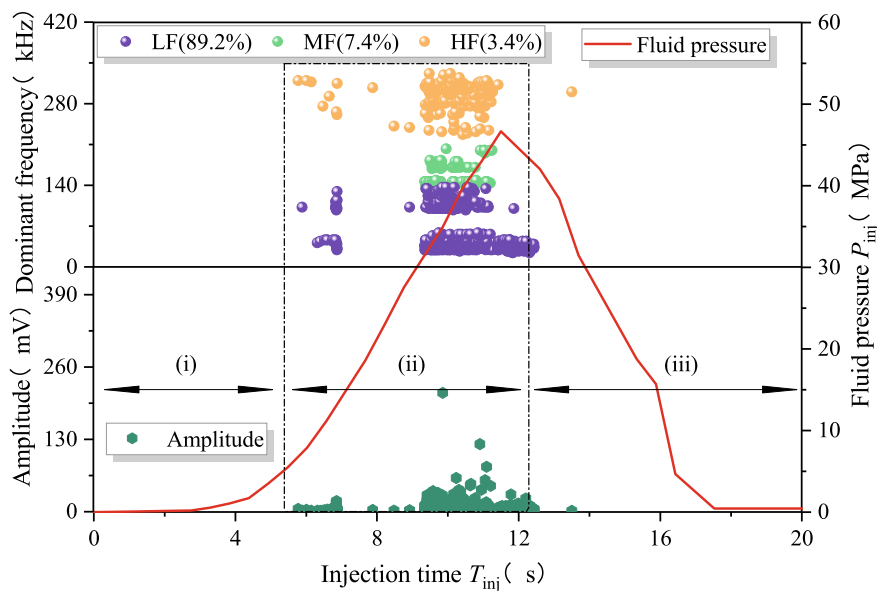 420
280
140
0
390
260
130
0
Dominant frequency( kHz)
Amplitude( mV)
LF(89.2%) MF(7.4%) HF(3.4%)
Fluid pressure
(i) (ii) (iii)
Amplitude
60
50
40
30
20
10
0
Fluid pressure Pinj( MPa)
0 4 8 12 16 20
Injection time Tinj( s)